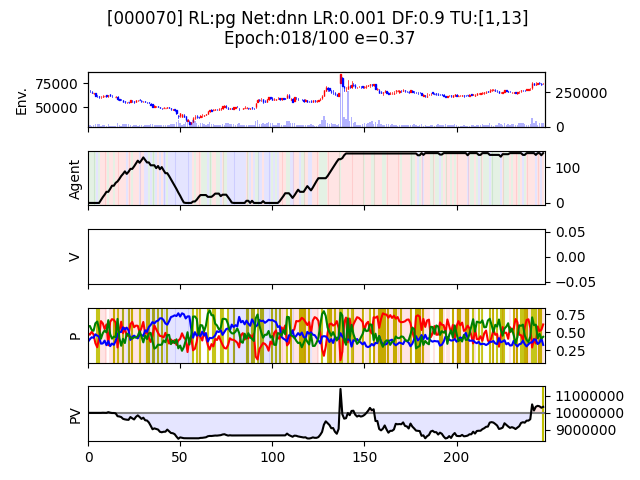 [000070] RL:pg Net:dnn LR:0.001 DF:0.9 TU:[1,13]
Epoch:018/100 e=0.37
Env.
75000
50000
250000
0
Agent
100
0
V
0.05
0.00
−0.05
P
0.75
0.50
0.25
PV
11000000
10000000
9000000
0
50
100
150
200